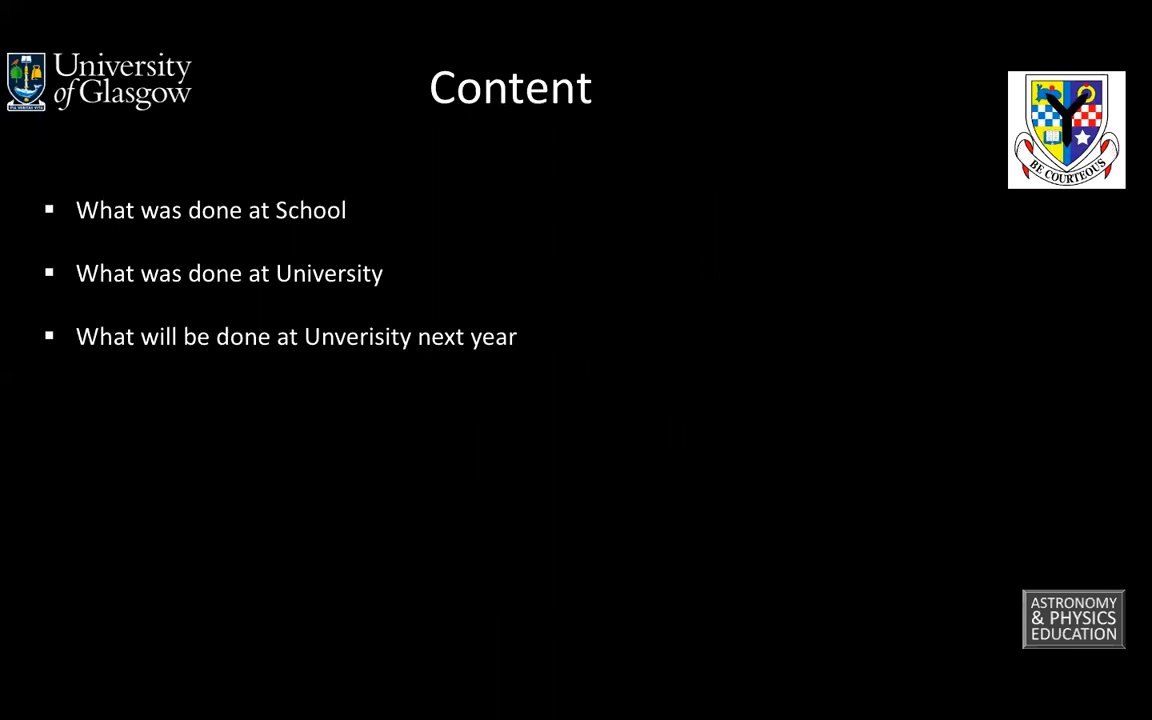 University
of Glasgow
Content
BE COURTEOUS
▪ What was done at School
▪ What was done at University
▪ What will be done at Unverisity next year
ASTRONOMY
& PHYSICS
EDUCATION